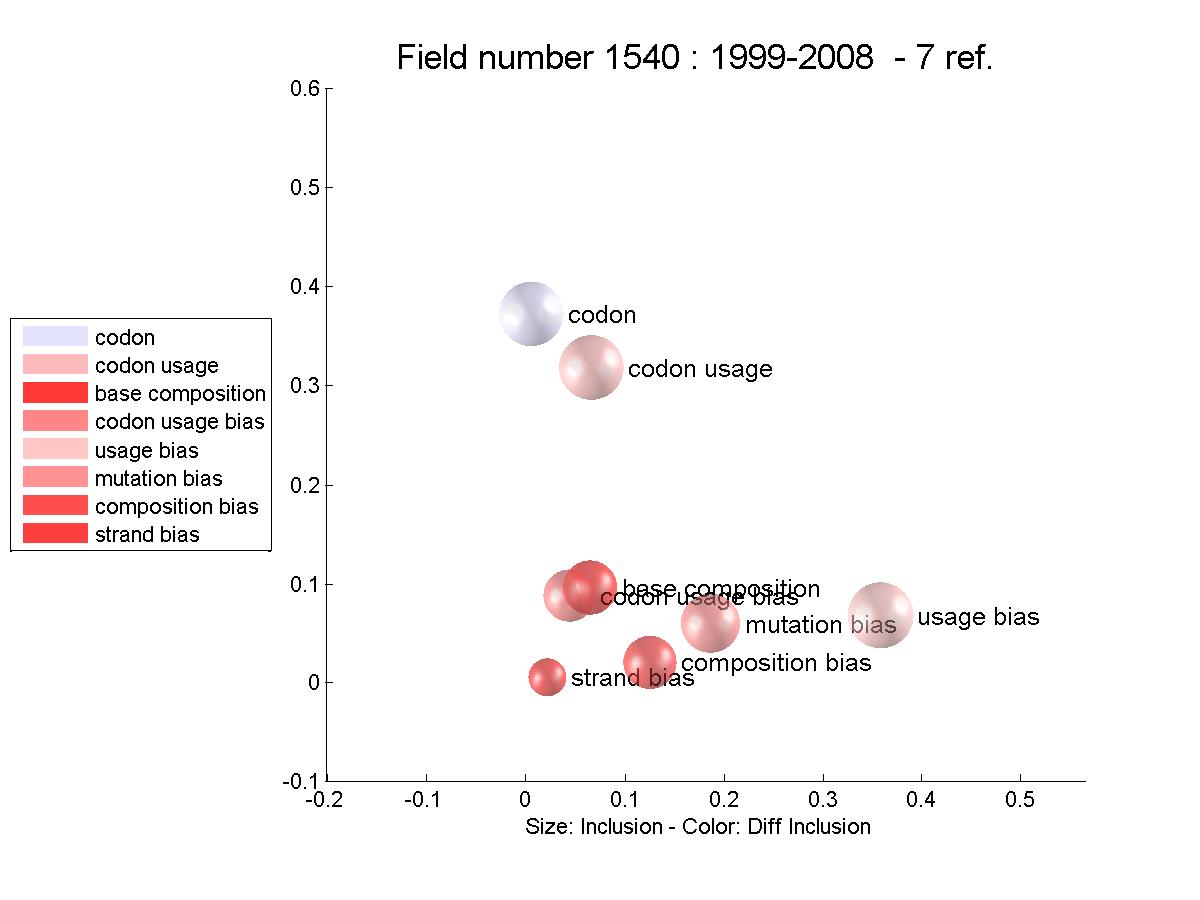 Field number 1540 : 1999-2008 - 7 ref.
0.6
0.5
0.4
0.3
0.2
0.1
0
-0.1
-0.2
-0.1
0
0.1
0.2
0.3
0.4
0.5
Size: Inclusion - Color: Diff Inclusion
codon
codon usage
base composition
codon usage bias
usage bias
mutation bias
composition bias
strand bias
codon
codon usage
base composition
codon usage bias
mutation bias
usage bias
composition bias
strand bias